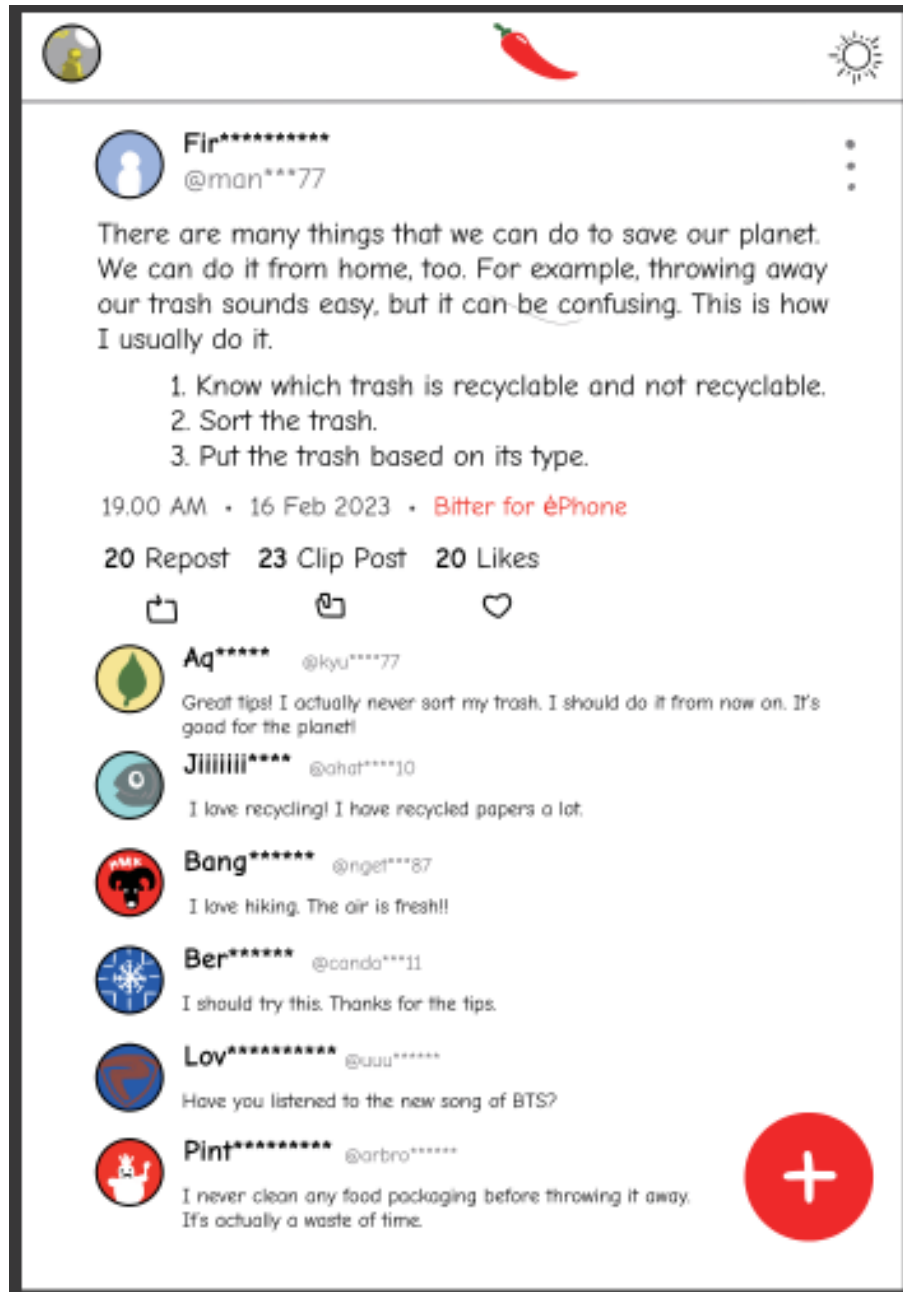 Fir**********
@man***77
There are many things that we can do to save our planet.
We can do it from home, too. For example, throwing away
our trash sounds easy, but it can be confusing. This is how
I usually do it.
1. Know which trash is recyclable and not recyclable.
2. Sort the trash.
3. Put the trash based on its type.
19.00 AM • 16 Feb 2023 • Bitter for éPhone
20 Repost 23 Clip Post 20 Likes
Aq***** @kyu****77
Great tips! I actually never sort my trash. I should do it from now on. It's
good for the planet!
Jiiiiiii**** @ahat****10
I love recycling! I have recycled papers a lot.
Bang****** @nget***87
I love hiking. The air is fresh!!
Ber****** @canda***11
I should try this. Thanks for the tips.
Lov********** @uuu******
Have you listened to the new song of BTS?
Pint********* @arbro******
I never clean any food packaging before throwing it away.
It's actually a waste of time.